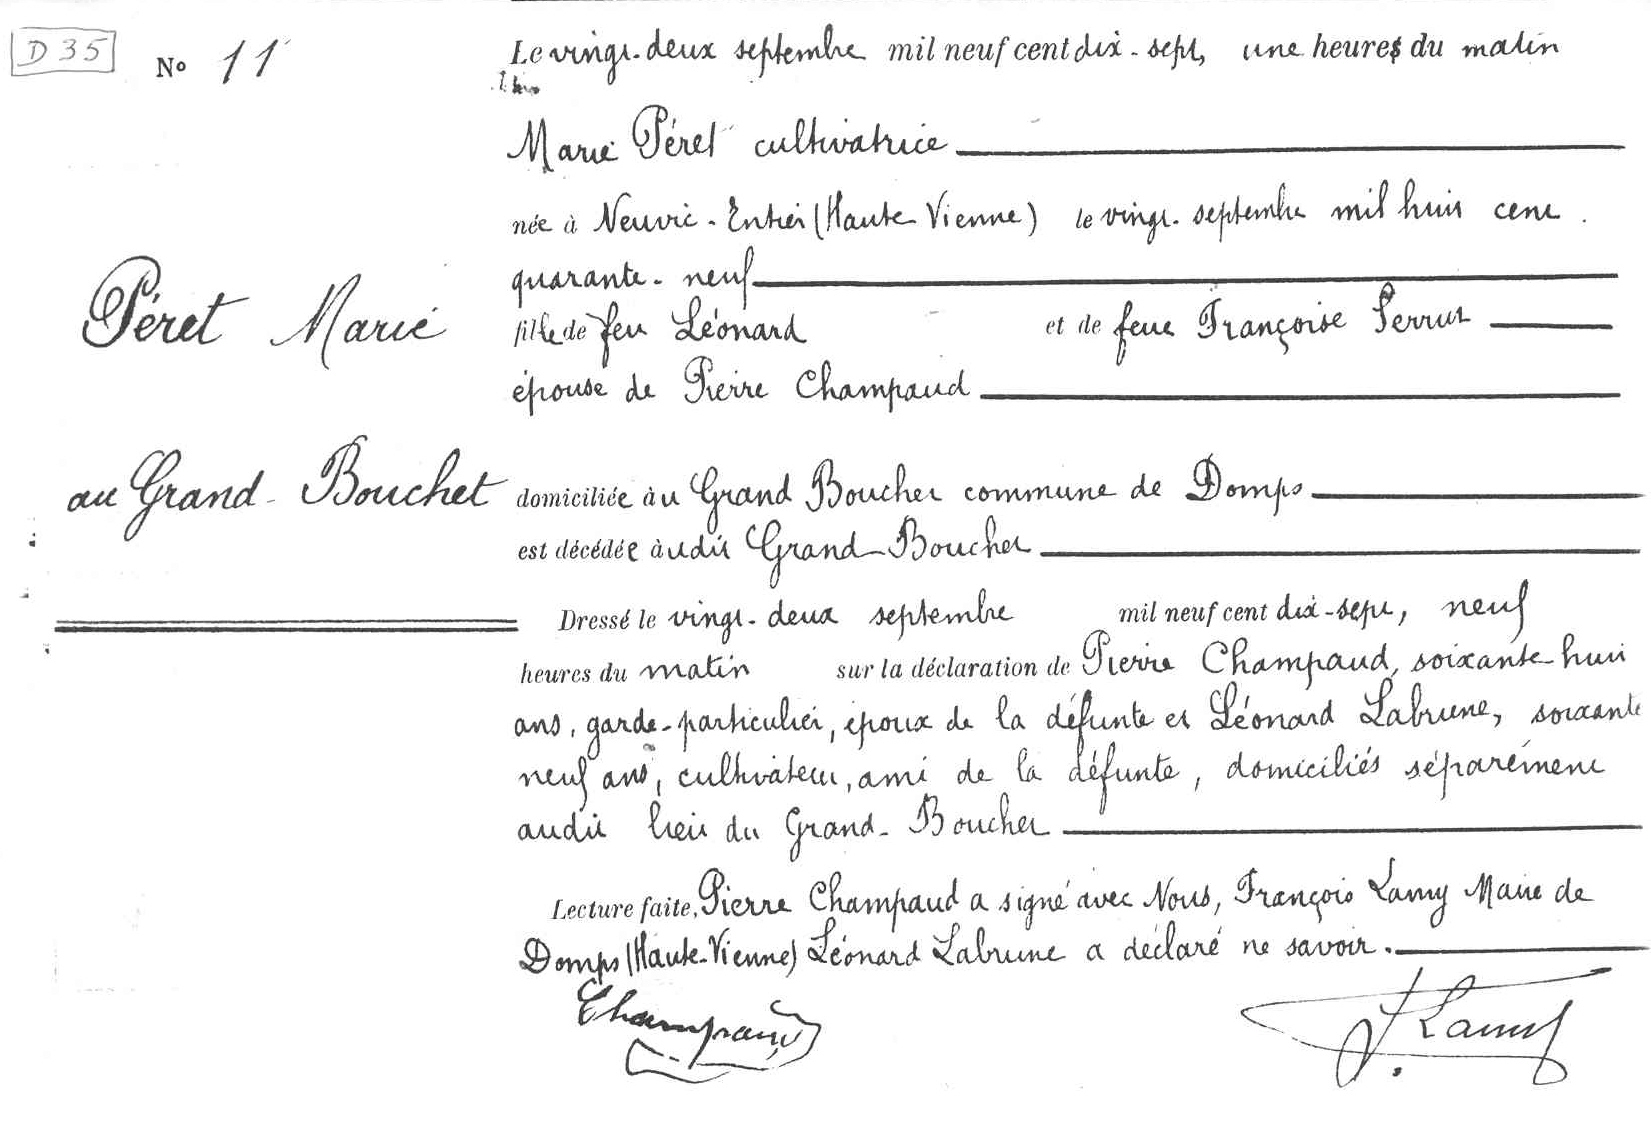 D 35
No 11
Le vingt-deux septembre mil neuf cent dix-sept, une heures du matin
Marie Péret cultivatrice
née à Neuvic-Entier (Haute Vienne) le vingt-septembre mil huit cent
quarante-neuf
Péret Marie
fille de feu Léonard et de feue Françoise Serrut
épouse de Pierre Champaud
au Grand-Bouchet
domiciliée au Grand Bouchet commune de Domps
est décédée àudit Grand-Bouchet
Dressé le vingt-deux septembre mil neuf cent dix-sept, neuf
heures du matin sur la déclaration de Pierre Champaud, soixante-huit
ans, garde-particulier, époux de la défunte et Léonard Labrune, soixante
neuf ans, cultivateur, ami de la défunte, domiciliés séparément
audit lieu du Grand-Bouchet
Lecture faite, Pierre Champaud a signé avec Nous, François Lamy Maire de
Domps (Haute-Vienne) Léonard Labrune a déclaré ne savoir.
Champaud
F. Lamy